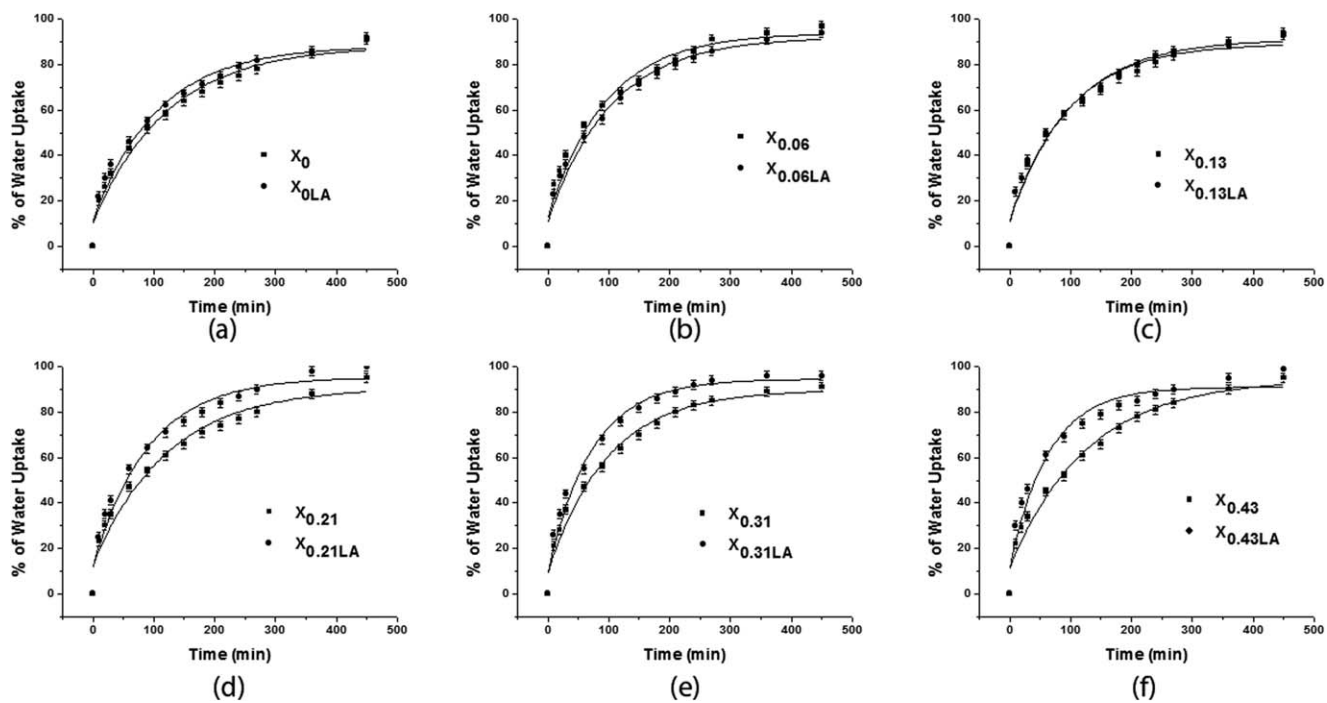 % of Water Uptake
100
80
60
40
20
0
X0
X0LA
0 100 200 300 400 500
Time (min)
(a)
% of Water Uptake
100
80
60
40
20
0
X0.06
X0.06LA
0 100 200 300 400 500
Time (min)
(b)
% of Water Uptake
100
80
60
40
20
0
X0.13
X0.13LA
0 100 200 300 400 500
Time (min)
(c)
% of Water Uptake
100
80
60
40
20
0
X0.21
X0.21LA
0 100 200 300 400 500
Time (min)
(d)
% of Water Uptake
100
80
60
40
20
0
X0.31
X0.31LA
0 100 200 300 400 500
Time (min)
(e)
% of Water Uptake
100
80
60
40
20
0
X0.43
X0.43LA
0 100 200 300 400 500
Time (min)
(f)